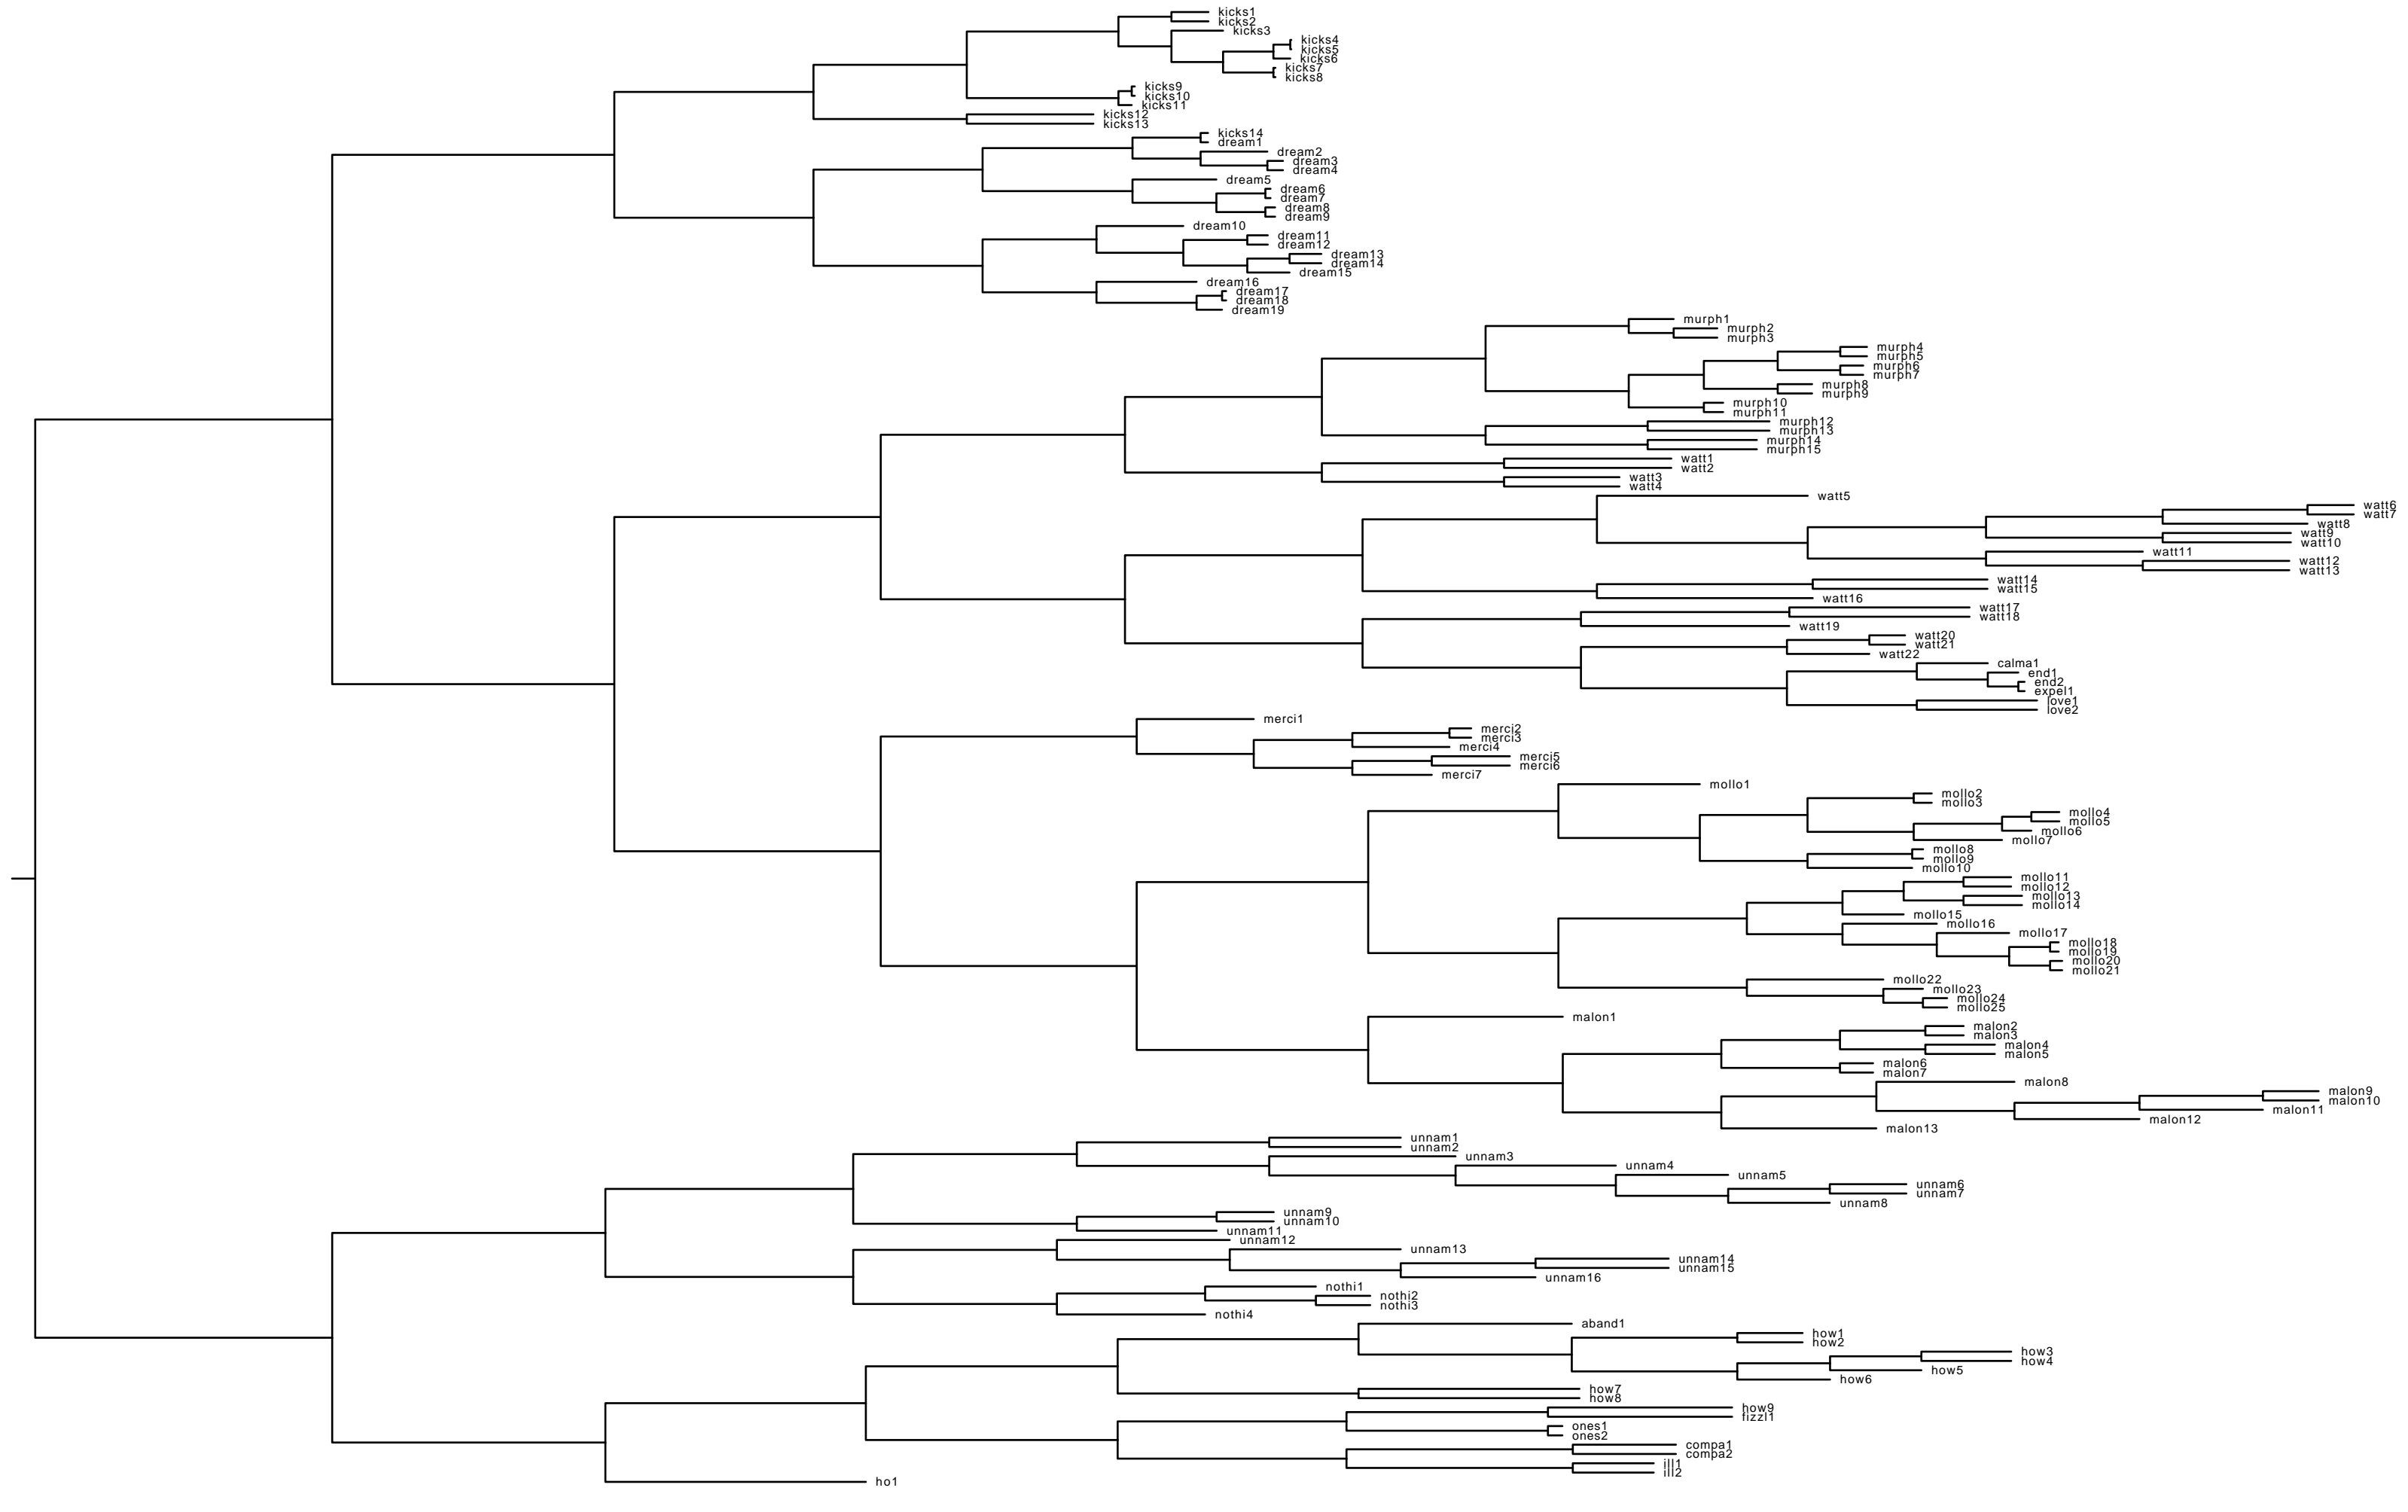 kicks1
kicks2
kicks3
kicks4
kicks5
kicks6
kicks7
kicks8
kicks9
kicks10
kicks11
kicks12
kicks13
kicks14
dream1
dream2
dream3
dream4
dream5
dream6
dream7
dream8
dream9
dream10
dream11
dream12
dream13
dream14
dream15
dream16
dream17
dream18
dream19
murph1
murph2
murph3
murph4
murph5
murph6
murph7
murph8
murph9
murph10
murph11
murph12
murph13
murph14
murph15
watt1
watt2
watt3
watt4
watt5
watt6
watt7
watt8
watt9
watt10
watt11
watt12
watt13
watt14
watt15
watt16
watt17
watt18
watt19
watt20
watt21
watt22
calma1
end1
end2
expel1
love1
love2
merci1
merci2
merci3
merci4
merci5
merci6
merci7
mollo1
mollo2
mollo3
mollo4
mollo5
mollo6
mollo7
mollo8
mollo9
mollo10
mollo11
mollo12
mollo13
mollo14
mollo15
mollo16
mollo17
mollo18
mollo19
mollo20
mollo21
mollo22
mollo23
mollo24
mollo25
malon1
malon2
malon3
malon4
malon5
malon6
malon7
malon8
malon9
malon10
malon11
malon12
malon13
unnam1
unnam2
unnam3
unnam4
unnam5
unnam6
unnam7
unnam8
unnam9
unnam10
unnam11
unnam12
unnam13
unnam14
unnam15
unnam16
nothi1
nothi2
nothi3
nothi4
aband1
how1
how2
how3
how4
how5
how6
how7
how8
how9
fizzl1
ones1
ones2
compa1
compa2
ill1
ill2
ho1